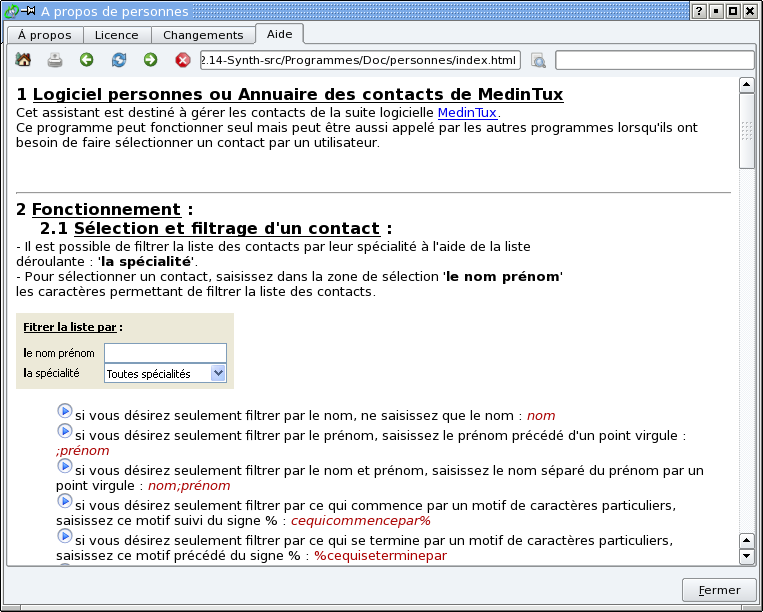 A propos de personnes
Á propos
Licence
Changements
Aide
2.14-Synth-src/Programmes/Doc/personnes/index.html
1 Logiciel personnes ou Annuaire des contacts de MedinTux
Cet assistant est destiné à gérer les contacts de la suite logicielle MedinTux.
Ce programme peut fonctionner seul mais peut être aussi appelé par les autres programmes lorsqu'ils ont
besoin de faire sélectionner un contact par un utilisateur.
2 Fonctionnement :
2.1 Sélection et filtrage d'un contact :
- Il est possible de filtrer la liste des contacts par leur spécialité à l'aide de la liste
déroulante : 'la spécialité'.
- Pour sélectionner un contact, saisissez dans la zone de sélection 'le nom prénom'
les caractères permettant de filtrer la liste des contacts.
Fitrer la liste par :
le nom prénom
la spécialité Toutes spécialités
si vous désirez seulement filtrer par le nom, ne saisissez que le nom : nom
si vous désirez seulement filtrer par le prénom, saisissez le prénom précédé d'un point virgule :
;prénom
si vous désirez seulement filtrer par le nom et prénom, saisissez le nom séparé du prénom par un
point virgule : nom;prénom
si vous désirez seulement filtrer par ce qui commence par un motif de caractères particuliers,
saisissez ce motif suivi du signe % : cequicommencepar%
si vous désirez seulement filtrer par ce qui se termine par un motif de caractères particuliers,
saisissez ce motif précédé du signe % : %cequiseterminepar
Fermer